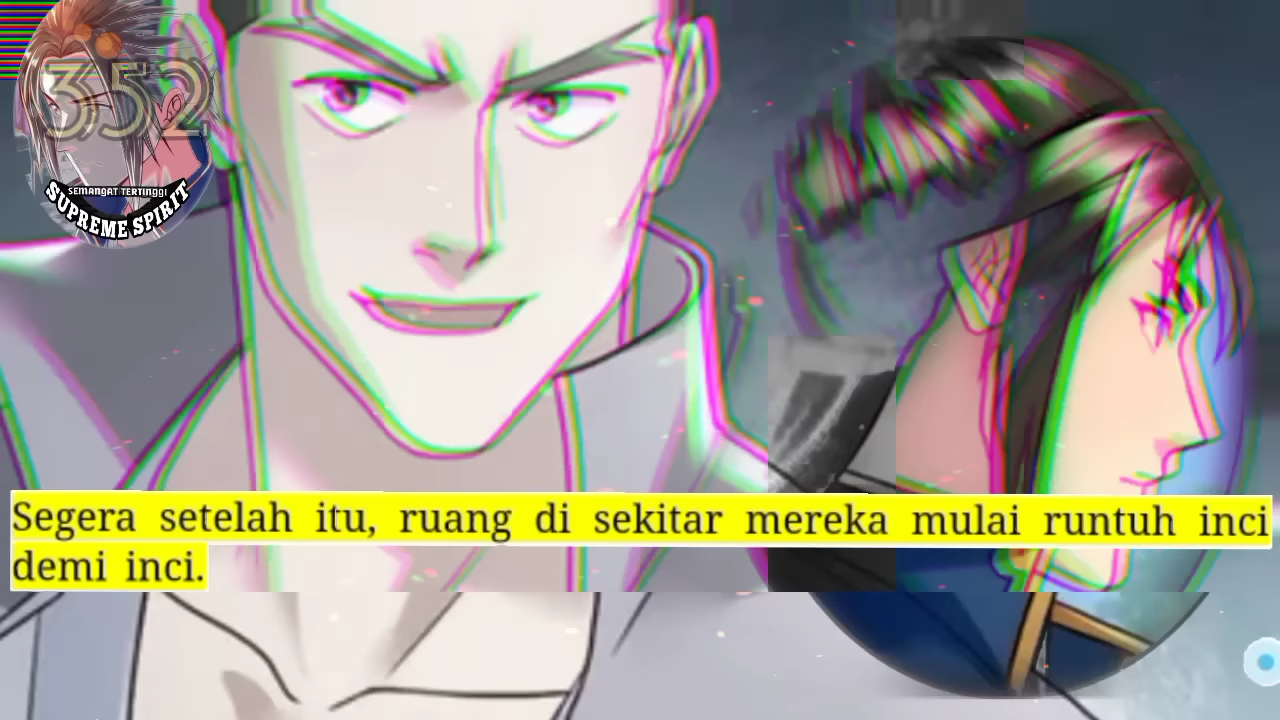 352
SEMANGAT TERTINGGI
SUPREME SPIRIT
Segera setelah itu, ruang di sekitar mereka mulai runtuh inci
demi inci.